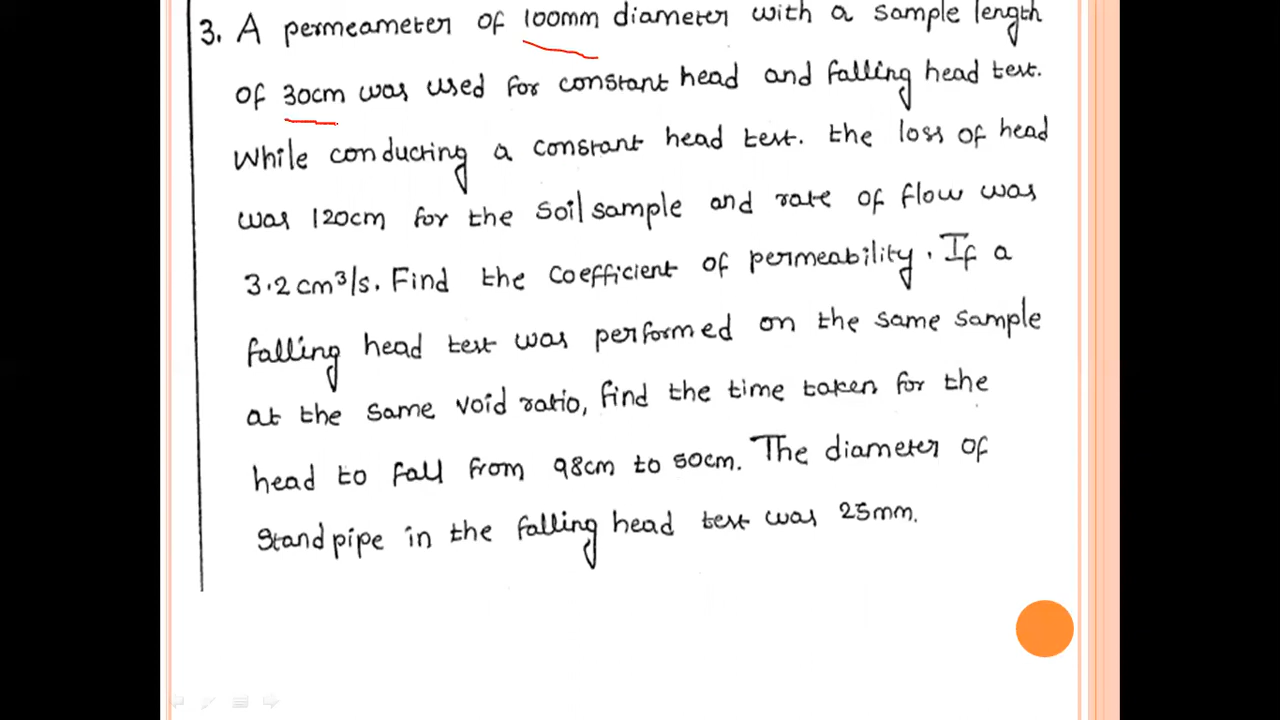 3. A permeameter of 100mm diameter with a sample length
of 30cm was used for constant head and falling head test.
While conducting a constant head test. the loss of head
was 120cm for the soil sample and rate of flow was
3.2cm³/s. Find the coefficient of permeability. If a
falling head test was performed on the same sample
at the same void ratio, find the time taken for the
head to fall from 98cm to 50cm. The diameter of
Stand pipe in the falling head test was 25mm.